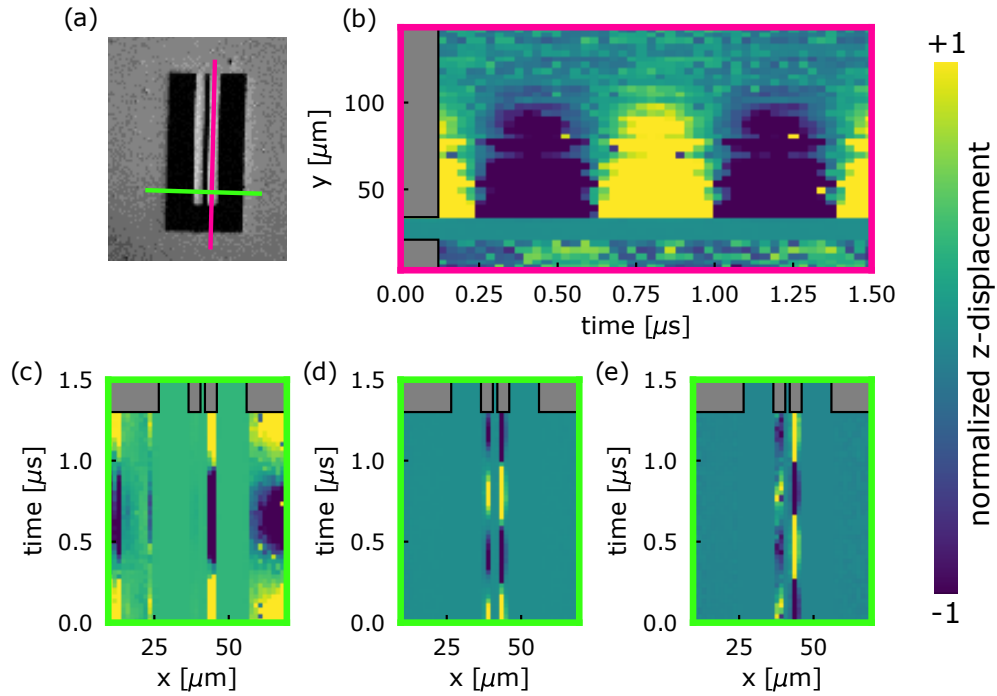 (a)
(b)
y [μm]
100
50
0.00 0.25 0.50 0.75 1.00 1.25 1.50
time [μs]
+1
normalized z-displacement
-1
(c)
time [μs]
1.5
1.0
0.5
0.0
25 50
x [μm]
(d)
time [μs]
1.5
1.0
0.5
0.0
25 50
x [μm]
(e)
time [μs]
1.5
1.0
0.5
0.0
25 50
x [μm]